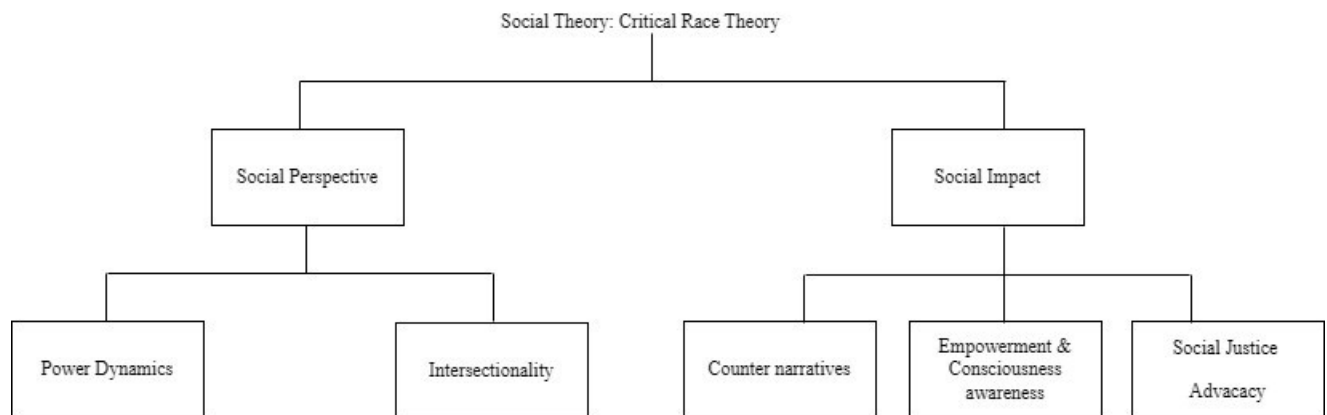 Social Theory: Critical Race Theory
Social Perspective
Social Impact
Power Dynamics
Intersectionality
Counter narratives
Empowerment &
Consciousness
awareness
Social Justice
Advacacy